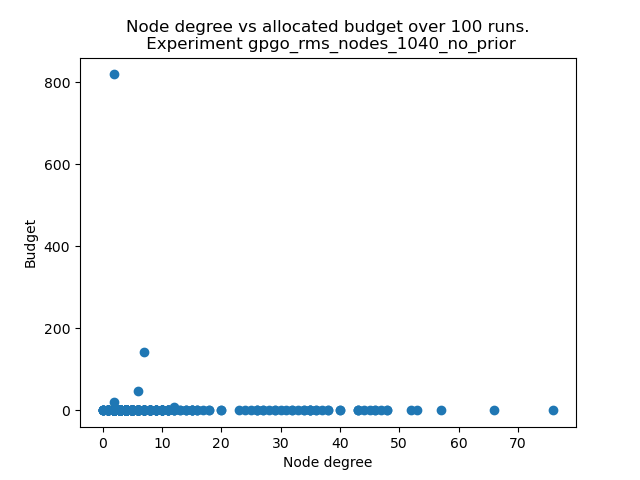 Node degree vs allocated budget over 100 runs.
Experiment gpgo_rms_nodes_1040_no_prior
800
600
400
200
0
Budget
0 10 20 30 40 50 60 70
Node degree